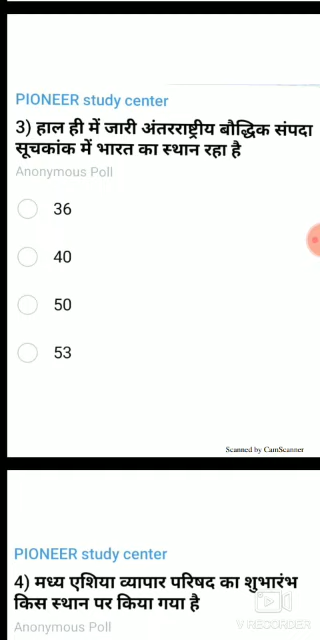 PIONEER study center
3) हाल ही में जारी अंतरराष्ट्रीय बौद्धिक संपदा
सूचकांक में भारत का स्थान रहा है
Anonymous Poll
36
40
50
53
Scanned by CamScanner
PIONEER study center
4) मध्य एशिया व्यापार परिषद का शुभारंभ
किस स्थान पर किया गया है
Anonymous Poll
V RECORDER